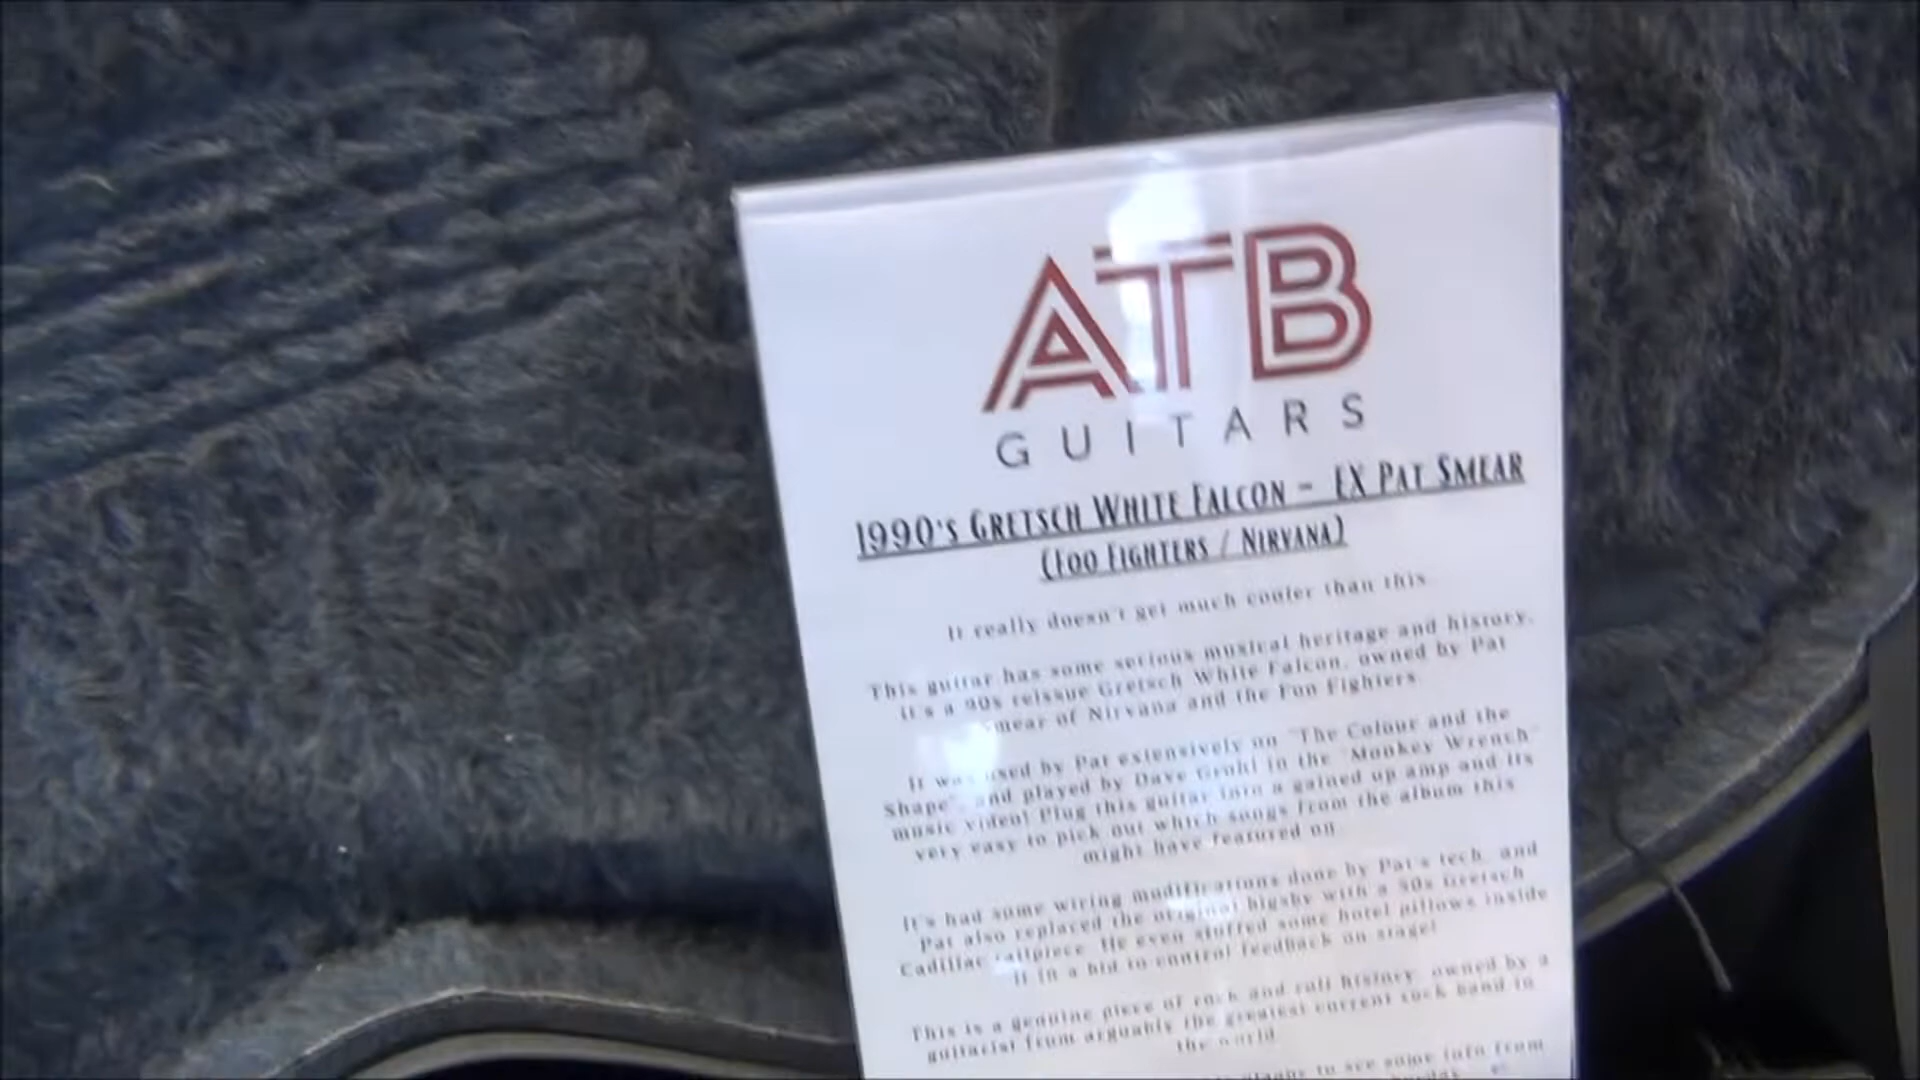 ATB
GUITARS
1990's GRETSCH WHITE FALCON - EX PAT SMEAR
(FOO FIGHTERS / NIRVANA)
It really doesn't get much cooler than this
This guitar has some serious musical heritage and history.
it's a 90s reissue Gretsch White Falcon, owned by Pat
Smear of Nirvana and the Foo Fighters
It was used by Pat extensively on "The Colour and the
Shape" and played by Dave Grohl in the "Monkey Wrench"
music video! Plug this guitar into a gained up amp and its
very easy to pick out which songs from the album this
might have featured on
It's had some wiring modifications done by Pat's tech, and
Pat also replaced the original bigsby with a 50s Gretsch
Cadillac tailpiece. He even stuffed some hotel pillows inside
it in a bid to control feedback on stage!
This is a genuine piece of rock and roll history, owned by a
guitarist from arguably the greatest current rock band in
the world
to see some info from